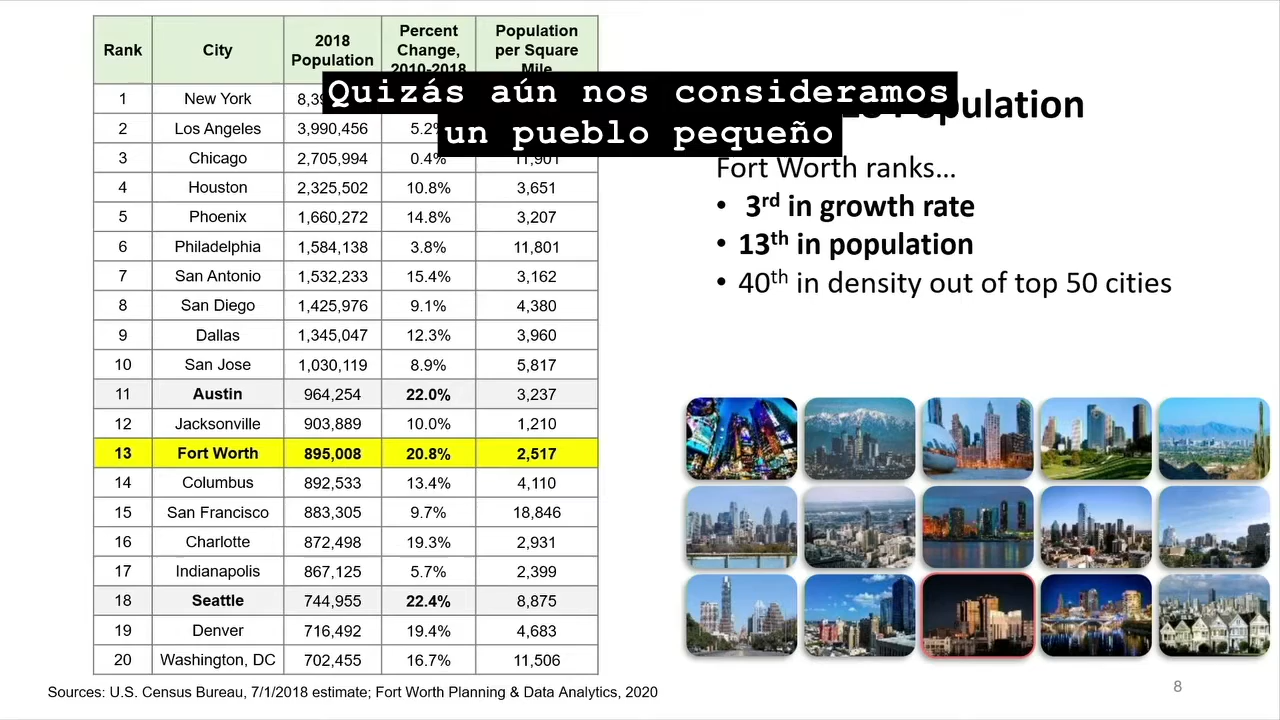 Quizás aún nos consideramos
un pueblo pequeño
Rank City 2018 Population Percent Change, 2010-2018 Population per Square Mile
1 New York
2 Los Angeles 3,990,456
3 Chicago 2,705,994 0.4% 11,901
4 Houston 2,325,502 10.8% 3,651
5 Phoenix 1,660,272 14.8% 3,207
6 Philadelphia 1,584,138 3.8% 11,801
7 San Antonio 1,532,233 15.4% 3,162
8 San Diego 1,425,976 9.1% 4,380
9 Dallas 1,345,047 12.3% 3,960
10 San Jose 1,030,119 8.9% 5,817
11 Austin 964,254 22.0% 3,237
12 Jacksonville 903,889 10.0% 1,210
13 Fort Worth 895,008 20.8% 2,517
14 Columbus 892,533 13.4% 4,110
15 San Francisco 883,305 9.7% 18,846
16 Charlotte 872,498 19.3% 2,931
17 Indianapolis 867,125 5.7% 2,399
18 Seattle 744,955 22.4% 8,875
19 Denver 716,492 19.4% 4,683
20 Washington, DC 702,455 16.7% 11,506
Sources: U.S. Census Bureau, 7/1/2018 estimate; Fort Worth Planning & Data Analytics, 2020
Population
Fort Worth ranks...
• 3rd in growth rate
• 13th in population
• 40th in density out of top 50 cities
8